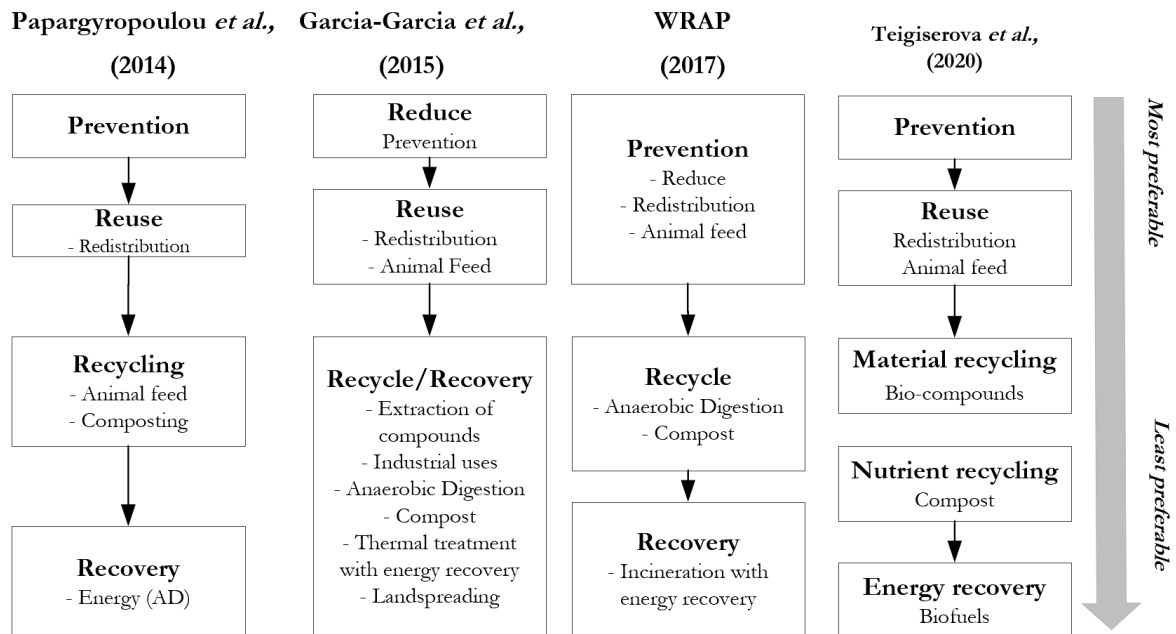 Papargyropoulou et al.,
(2014)
Prevention
Reuse
- Redistribution
Recycling
- Animal feed
- Composting
Recovery
- Energy (AD)
Garcia-Garcia et al.,
(2015)
Reduce
Prevention
Reuse
- Redistribution
- Animal Feed
Recycle/Recovery
- Extraction of
compounds
- Industrial uses
- Anaerobic Digestion
- Compost
- Thermal treatment
with energy recovery
- Landspreading
WRAP
(2017)
Prevention
- Reduce
- Redistribution
- Animal feed
Recycle
- Anaerobic Digestion
- Compost
Recovery
- Incineration with
energy recovery
Teigiserova et al.,
(2020)
Prevention
Reuse
Redistribution
Animal feed
Material recycling
Bio-compounds
Nutrient recycling
Compost
Energy recovery
Biofuels
Most preferable
Least preferable